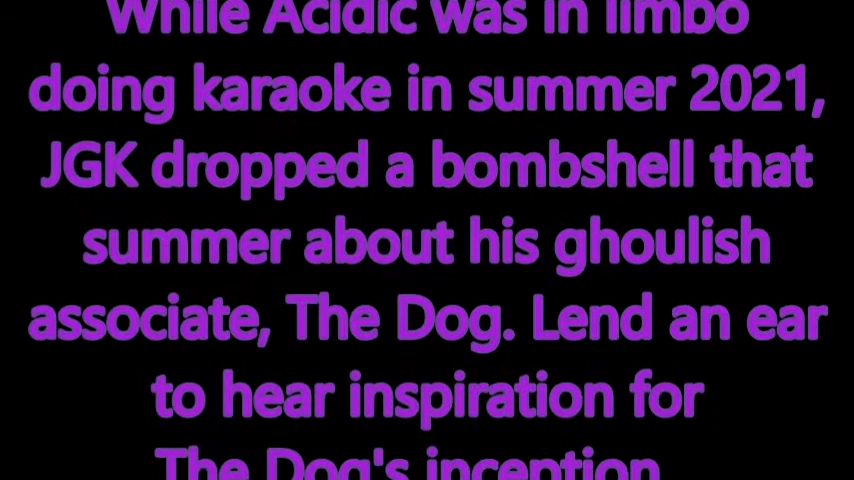 While Acidic was in limbo
doing karaoke in summer 2021,
JGK dropped a bombshell that
summer about his ghoulish
associate, The Dog. Lend an ear
to hear inspiration for
The Dog's inception